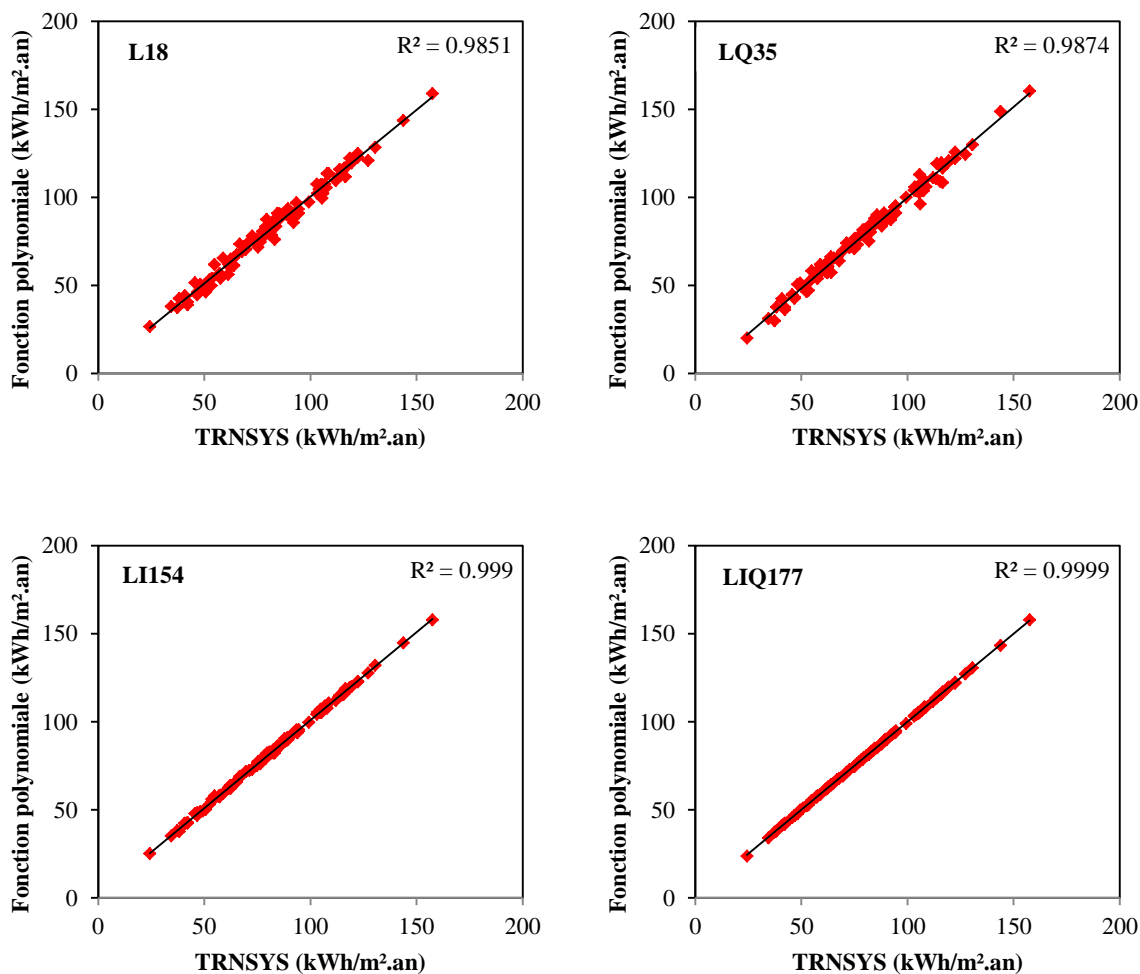 L18
R² = 0.9851
Fonction polynomiale (kWh/m².an)
200
150
100
50
0
0 50 100 150 200
TRNSYS (kWh/m².an)
LQ35
R² = 0.9874
Fonction polynomiale (kWh/m².an)
200
150
100
50
0
0 50 100 150 200
TRNSYS (kWh/m².an)
LI154
R² = 0.999
Fonction polynomiale (kWh/m².an)
200
150
100
50
0
0 50 100 150 200
TRNSYS (kWh/m².an)
LIQ177
R² = 0.9999
Fonction polynomiale (kWh/m².an)
200
150
100
50
0
0 50 100 150 200
TRNSYS (kWh/m².an)